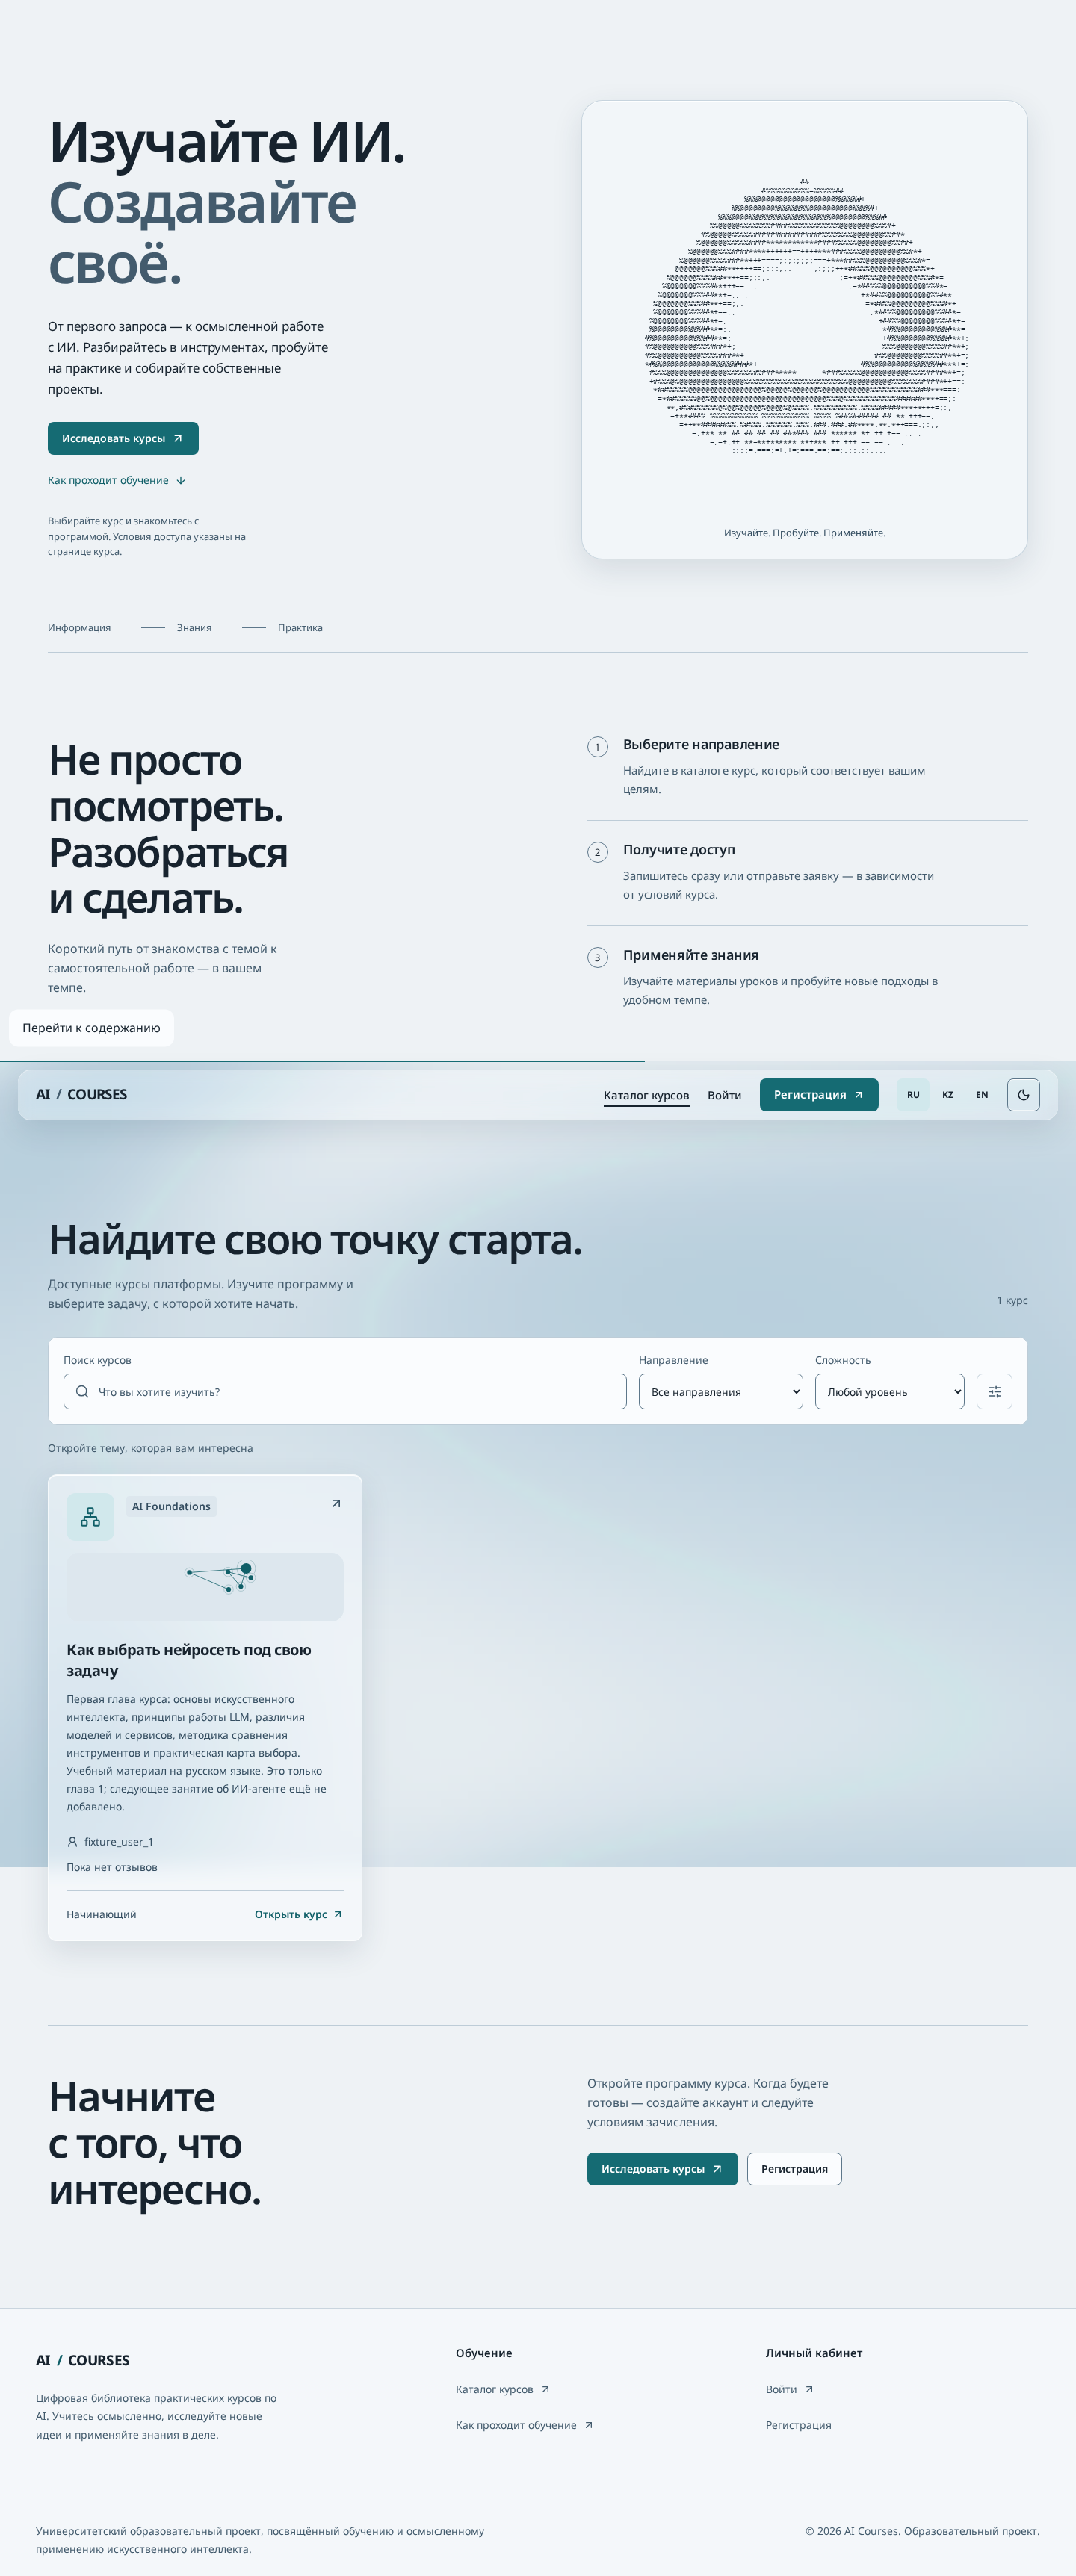 Изучайте ИИ.
Создавайте
своё.
От первого запроса — к осмысленной работе
с ИИ. Разбирайтесь в инструментах, пробуйте
на практике и собирайте собственные
проекты.
Исследовать курсы
Как проходит обучение
Выбирайте курс и знакомьтесь с
программой. Условия доступа указаны на
странице курса.
Изучайте. Пробуйте. Применяйте.
Информация
Знания
Практика
Не просто
посмотреть.
Разобраться
и сделать.
Короткий путь от знакомства с темой к
самостоятельной работе — в вашем
темпе.
1
Выберите направление
Найдите в каталоге курс, который соответствует вашим
целям.
2
Получите доступ
Запишитесь сразу или отправьте заявку — в зависимости
от условий курса.
3
Применяйте знания
Изучайте материалы уроков и пробуйте новые подходы в
удобном темпе.
Перейти к содержанию
AI / COURSES
Каталог курсов
Войти
Регистрация
RU
KZ
EN
Найдите свою точку старта.
Доступные курсы платформы. Изучите программу и
выберите задачу, с которой хотите начать.
1 курс
Поиск курсов
Направление
Сложность
Что вы хотите изучить?
Все направления
Любой уровень
Откройте тему, которая вам интересна
AI Foundations
Как выбрать нейросеть под свою
задачу
Первая глава курса: основы искусственного
интеллекта, принципы работы LLM, различия
моделей и сервисов, методика сравнения
инструментов и практическая карта выбора.
Учебный материал на русском языке. Это только
глава 1; следующее занятие об ИИ-агенте ещё не
добавлено.
fixture_user_1
Пока нет отзывов
Начинающий
Открыть курс
Начните
с того, что
интересно.
Откройте программу курса. Когда будете
готовы — создайте аккаунт и следуйте
условиям зачисления.
Исследовать курсы
Регистрация
AI / COURSES
Цифровая библиотека практических курсов по
AI. Учитесь осмысленно, исследуйте новые
идеи и применяйте знания в деле.
Обучение
Каталог курсов
Как проходит обучение
Личный кабинет
Войти
Регистрация
Университетский образовательный проект, посвящённый обучению и осмысленному
применению искусственного интеллекта.
© 2026 AI Courses. Образовательный проект.